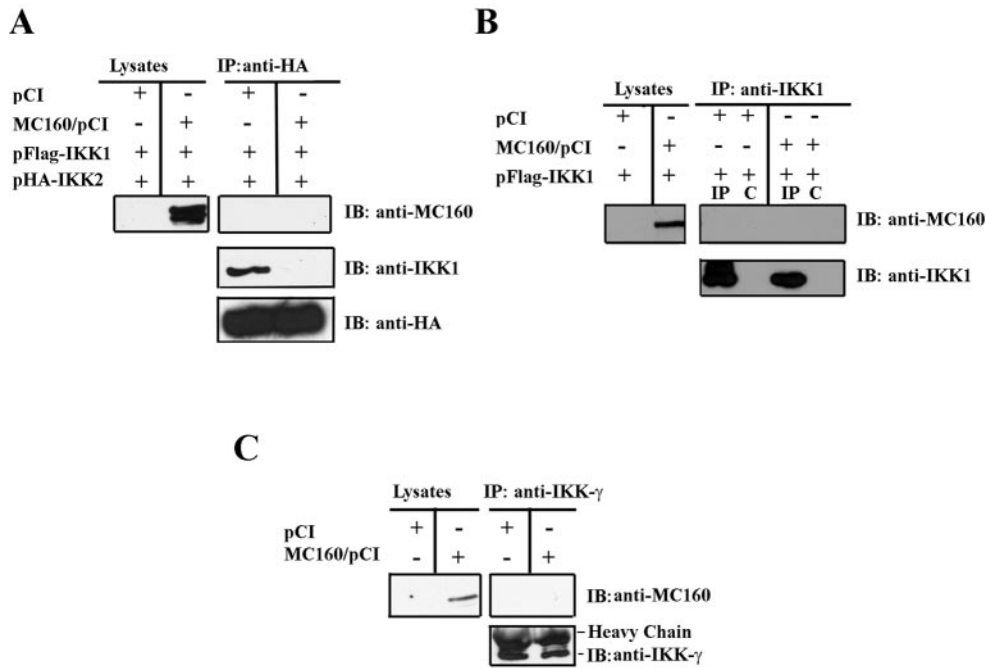 A
Lysates IP:anti-HA
pCI + - + -
MC160/pCI - + - +
pFlag-IKK1 + + + +
pHA-IKK2 + + + +
IB: anti-MC160
IB: anti-IKK1
IB: anti-HA
B
Lysates IP: anti-IKK1
pCI + - + + - -
MC160/pCI - + - - + +
pFlag-IKK1 + + + + + +
IP C IP C
IB: anti-MC160
IB: anti-IKK1
C
Lysates IP: anti-IKK-γ
pCI + - + -
MC160/pCI - + - +
IB:anti-MC160
Heavy Chain
IB:anti-IKK-γ